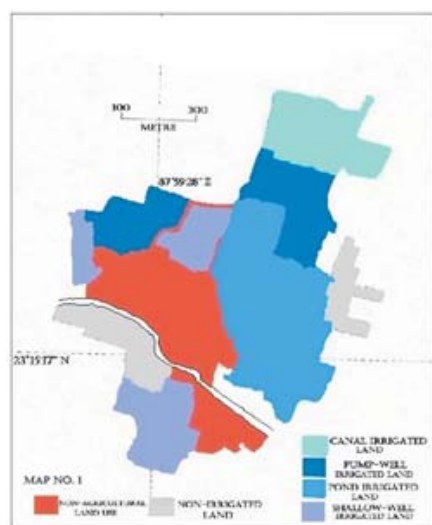 100 300
METRE
87°59'28" E
23°15'17" N
CANAL IRRIGATED
LAND
PUMP-WELL
IRRIGATED LAND
POND IRRIGATED
LAND
SHALLOW-WELL
IRRIGATED LAND
MAP NO. 1
NON-AGRICULTURAL
LAND USE
NON-IRRIGATED
LAND